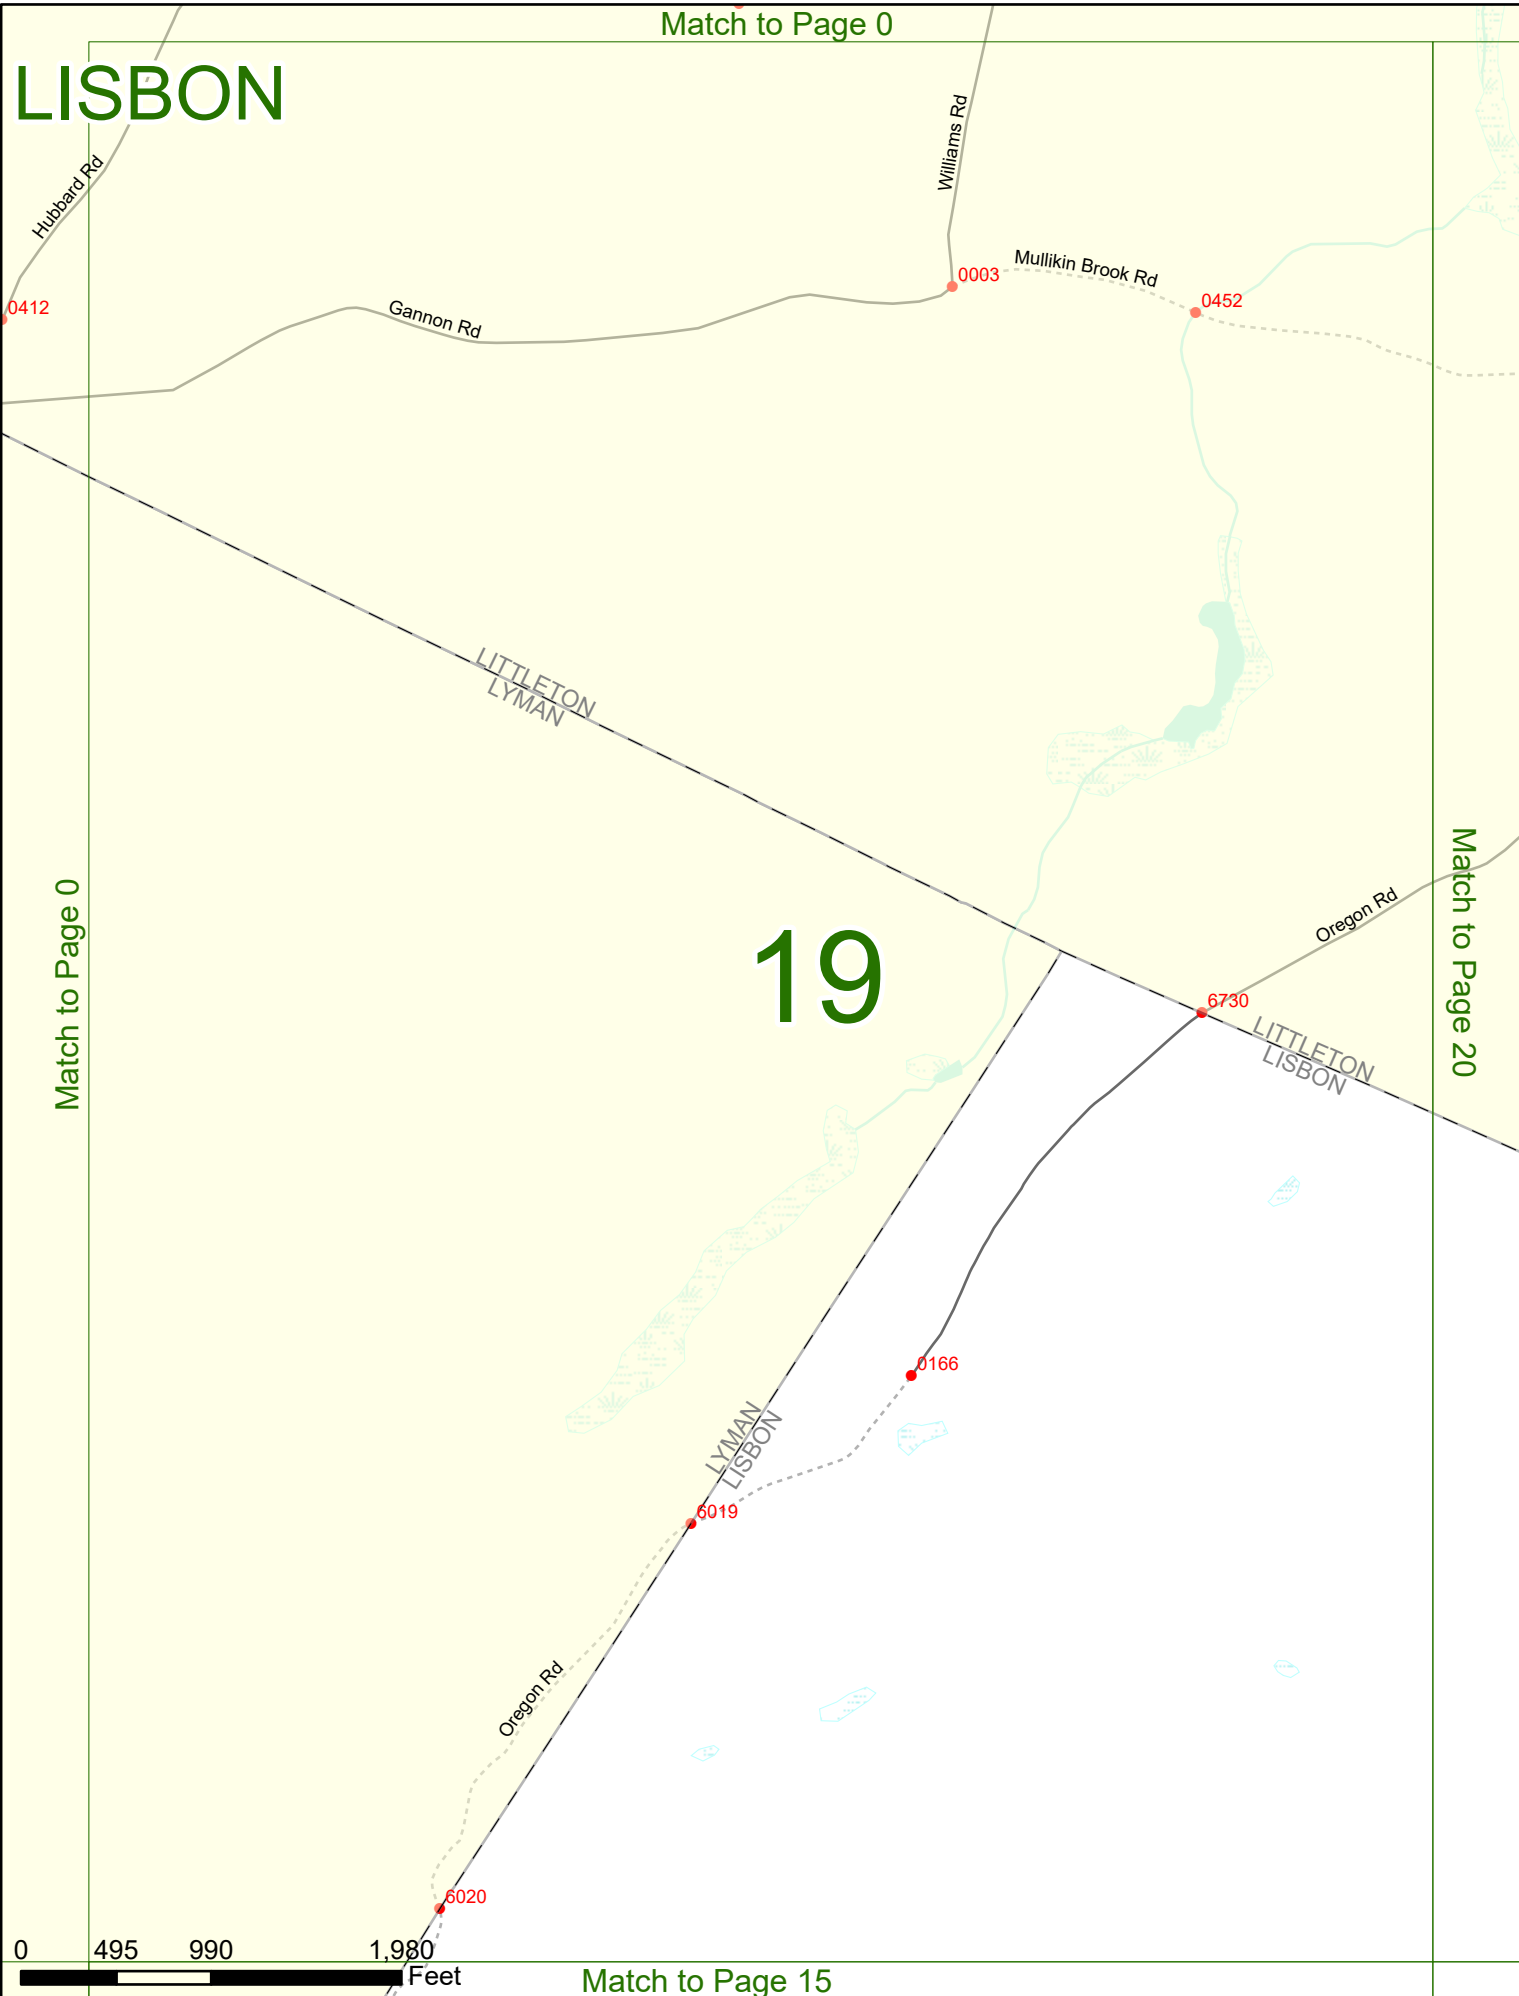 Match to Page 0
LISBON
Hubbard Rd
Williams Rd
0003
Mullikin Brook Rd
0452
0412
Gannon Rd
LITTLETON
LYMAN
Match to Page 0
19
Oregon Rd
Match to Page 20
6730
LITTLETON
LISBON
0166
LYMAN
LISBON
6019
Oregon Rd
6020
0 495 990 1,980
Feet
Match to Page 15